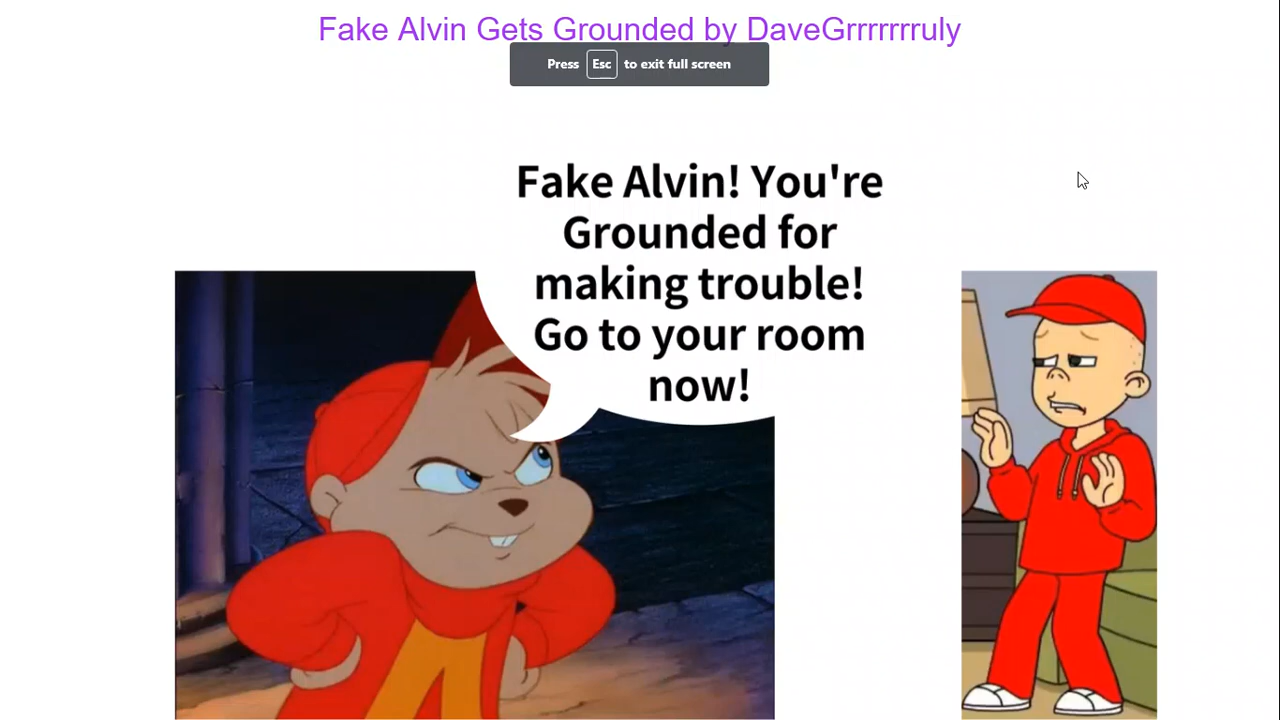 Fake Alvin Gets Grounded by DaveGrrrrrrruly
Press Esc to exit full screen
Fake Alvin! You're
Grounded for
making trouble!
Go to your room
now!